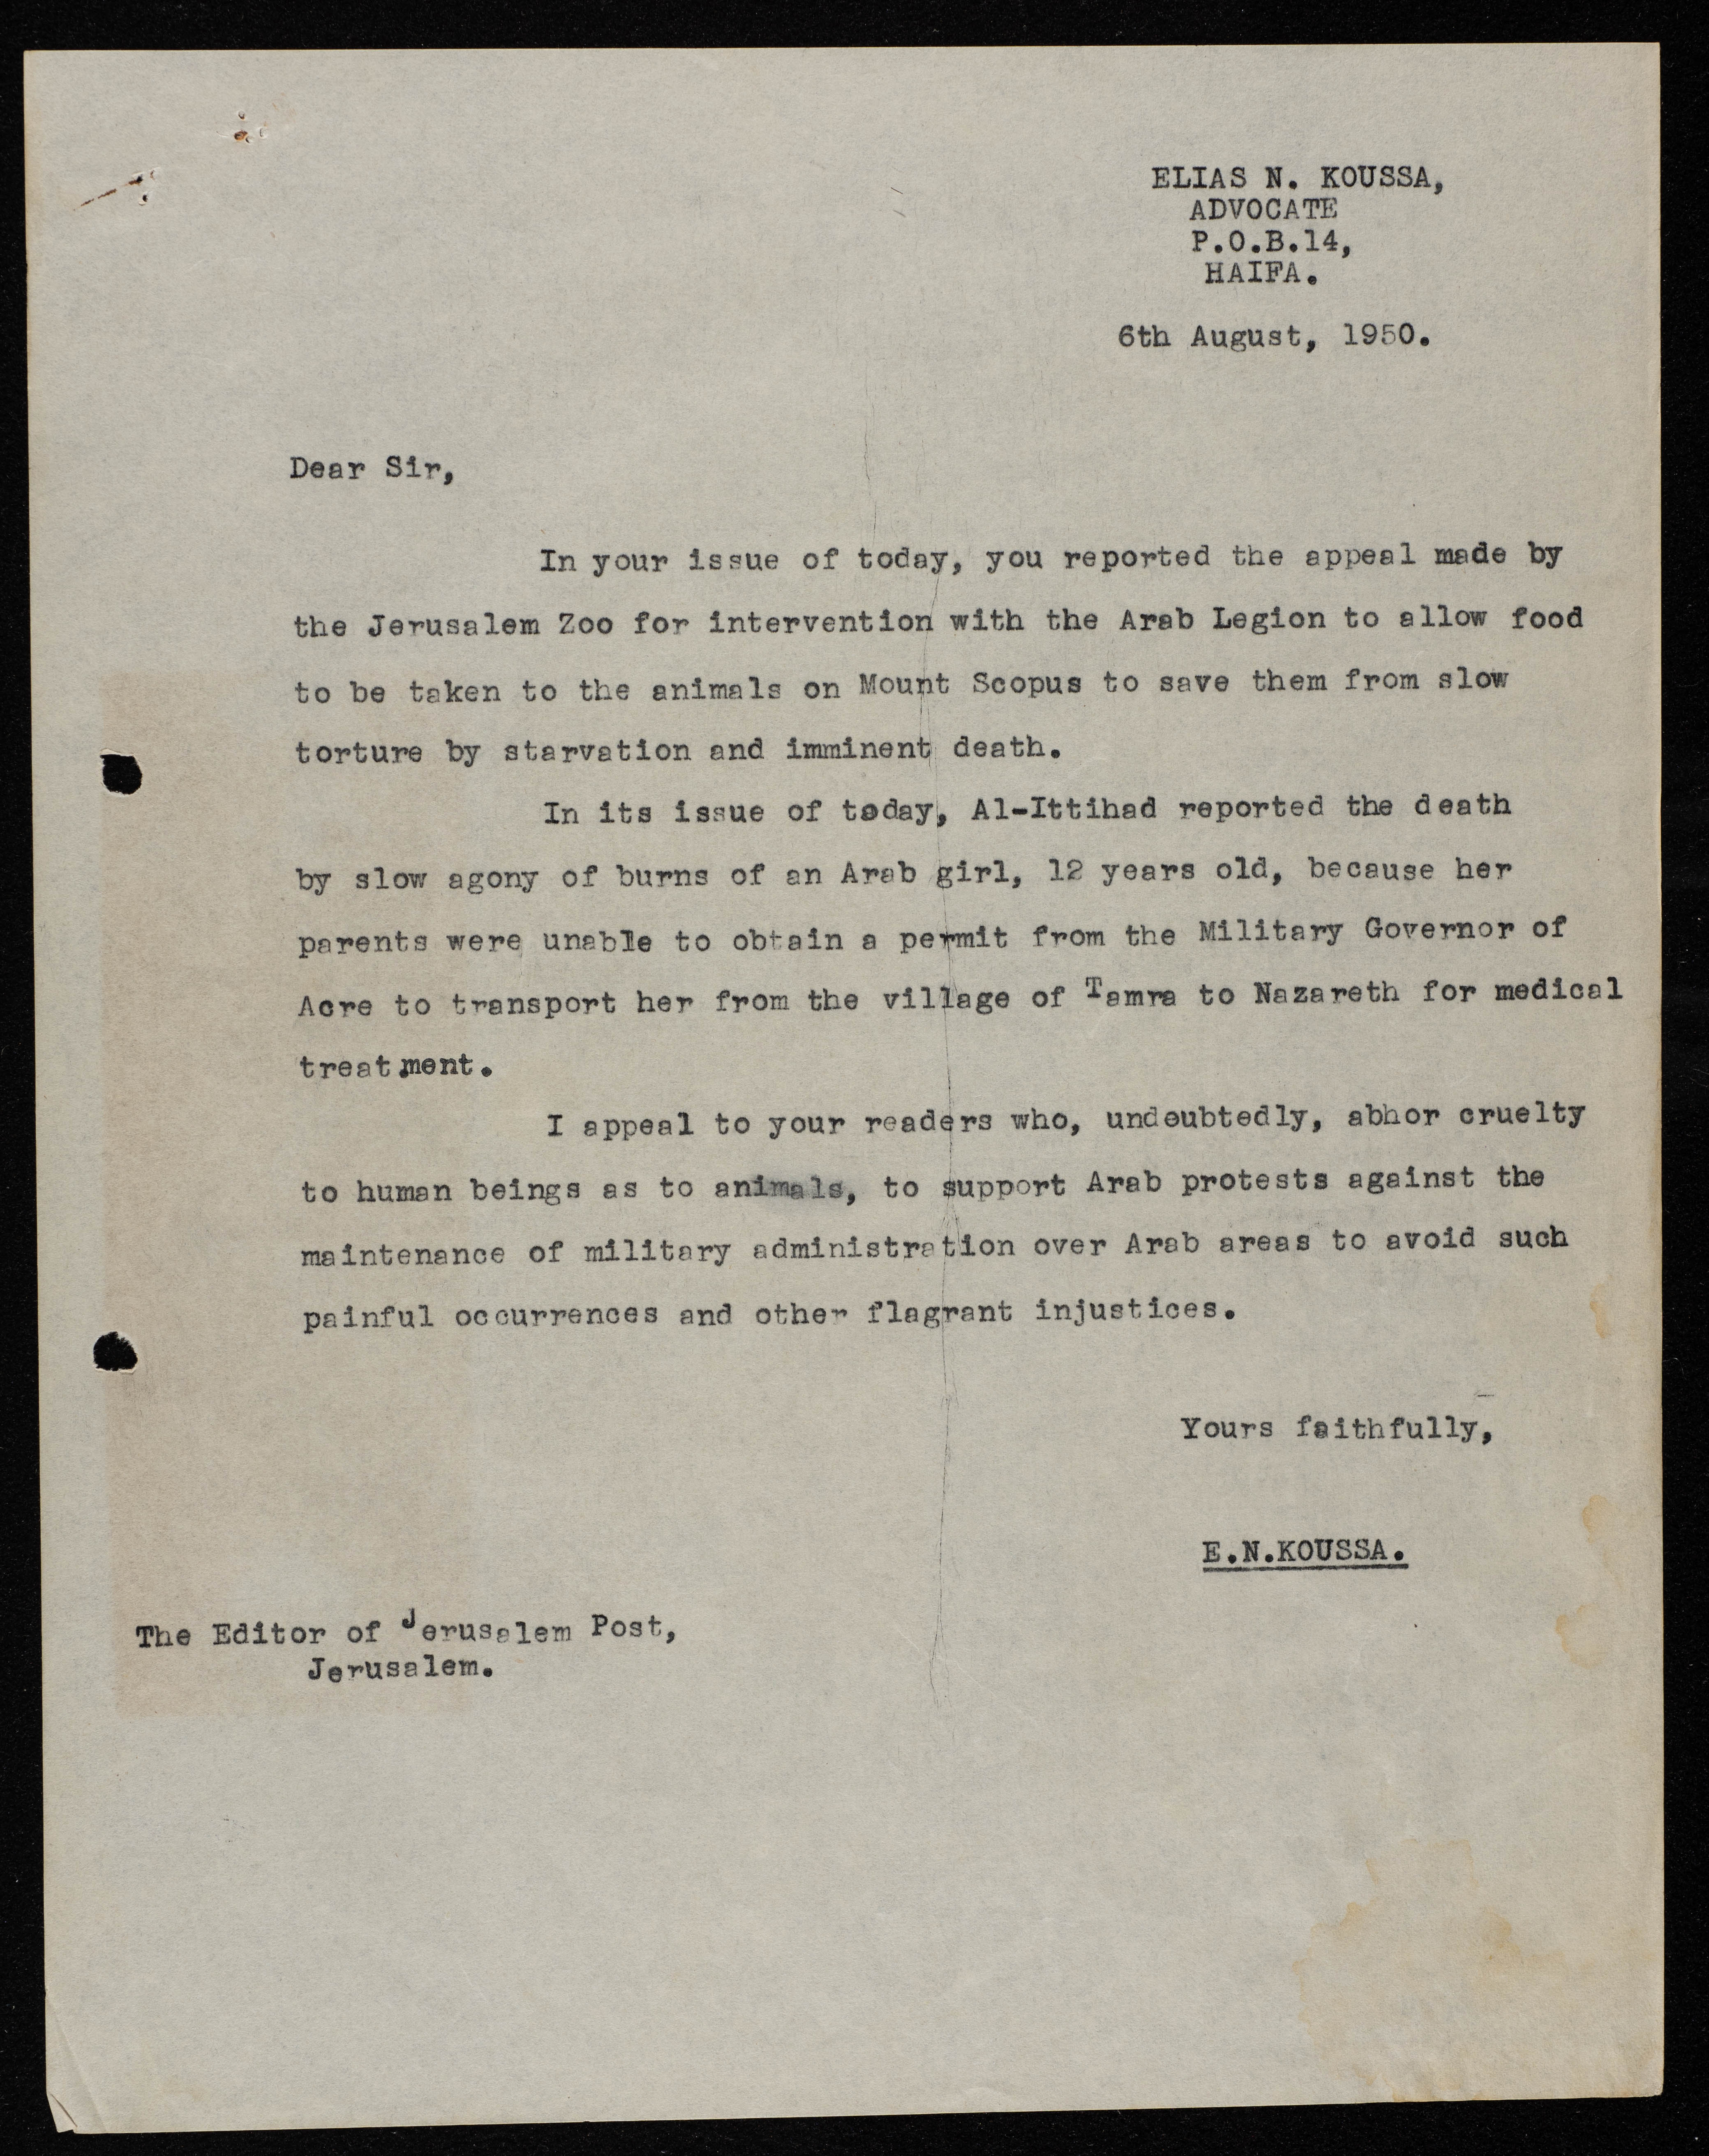 ELIAS N. KOUSSA,
ADVOCATE
P.O.B.14,
HAIFA.
6th August, 1950.
Dear Sir,
In your issue of today, you reported the appeal made by
the Jerusalem Zoo for intervention with the Arab Legion to allow food
to be taken to the animals on Mount Scopus to save them from slow
torture by starvation and imminent death.
In its issue of today, Al-Ittihad reported the death
by slow agony of burns of an Arab girl, 12 years old, because her
parents were unable to obtain a permit from the Military Governor of
Acre to transport her from the village of Tamra to Nazareth for medical
treatment.
I appeal to your readers who, undoubtedly, abhor cruelty
to human beings as to animals, to support Arab protests against the
maintenance of military administration over Arab areas to avoid such
painful occurrences and other flagrant injustices.
Yours faithfully,
E.N.KOUSSA.
The Editor of Jerusalem Post,
Jerusalem.